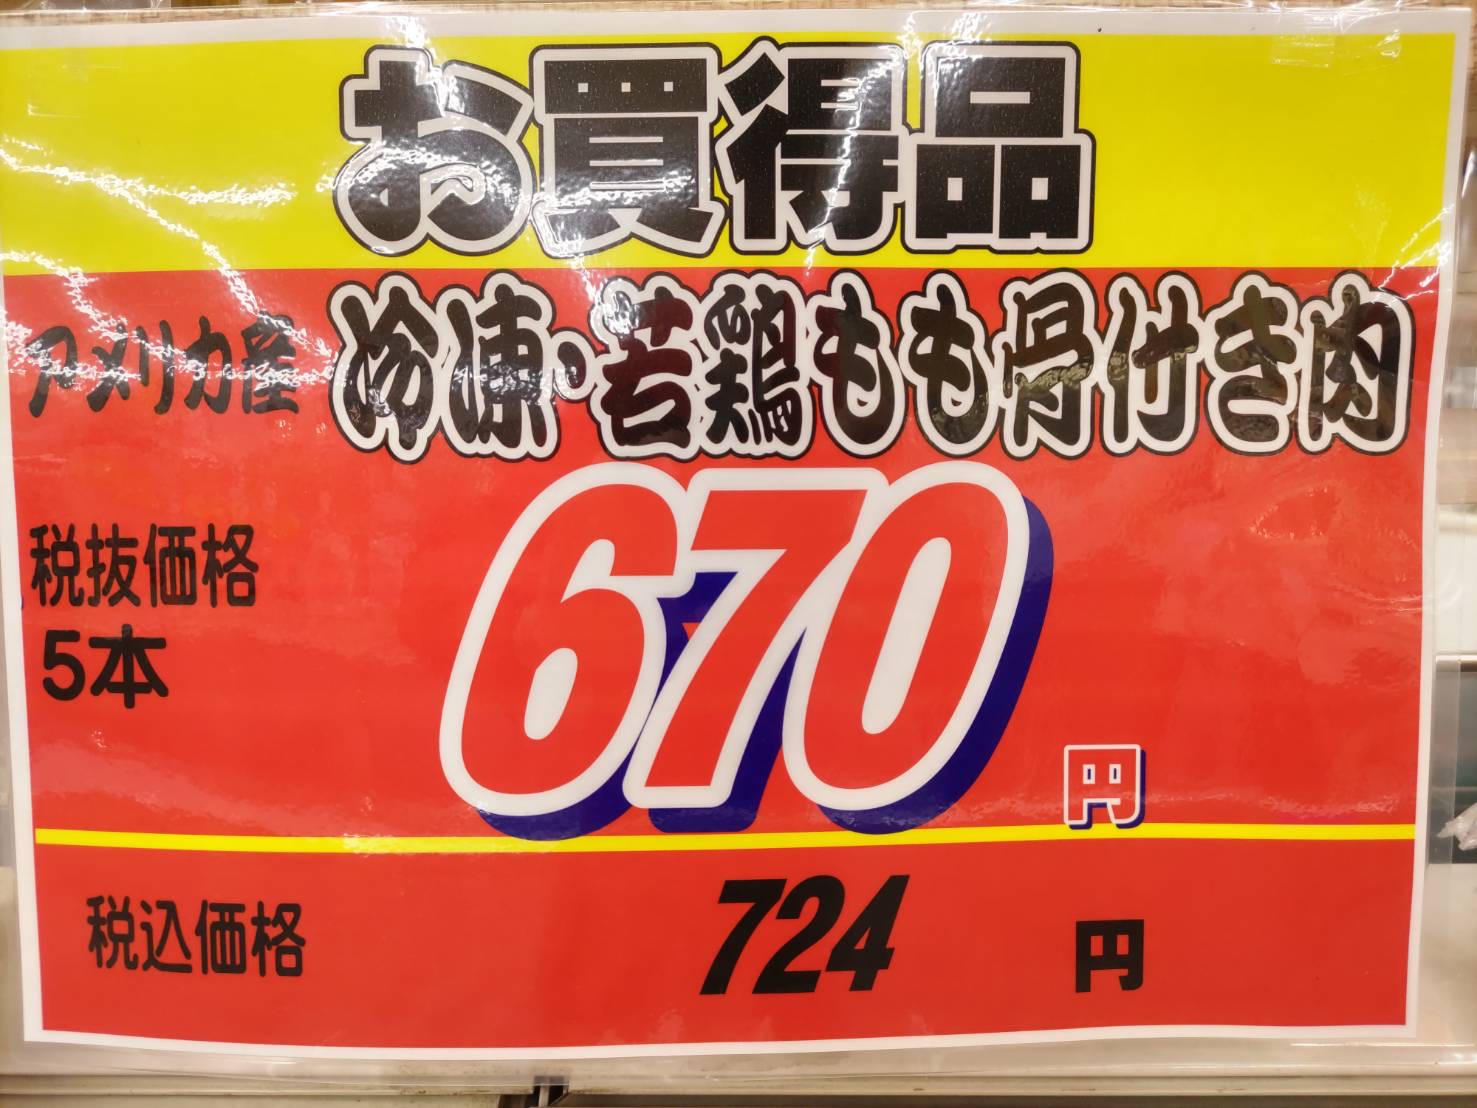 お買得品
アメリカ産 冷凍・若鶏もも骨付き肉
税抜価格
5本
670 円
税込価格 724 円